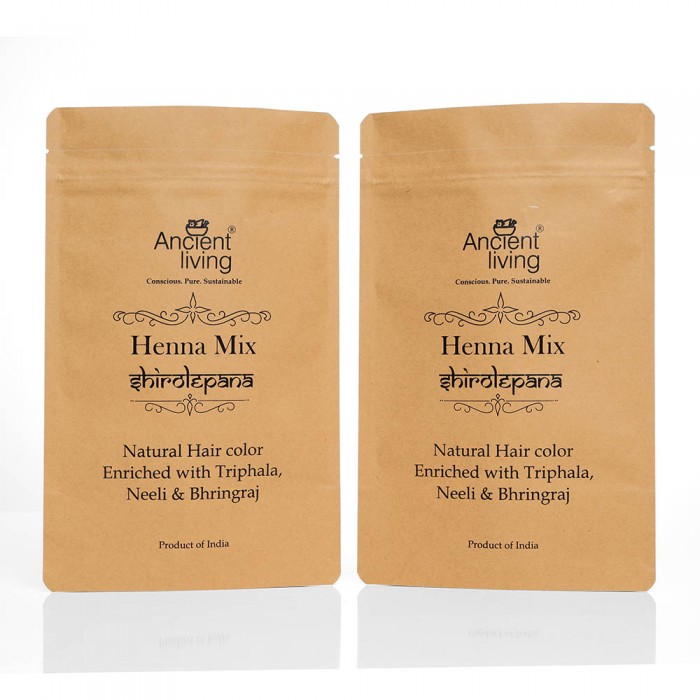 Ancient®
living
Conscious. Pure. Sustainable
Henna Mix
shirolepana
Natural Hair color
Enriched with Triphala,
Neeli & Bhringraj
Product of India
Ancient®
living
Conscious. Pure. Sustainable
Henna Mix
shirolepana
Natural Hair color
Enriched with Triphala,
Neeli & Bhringraj
Product of India